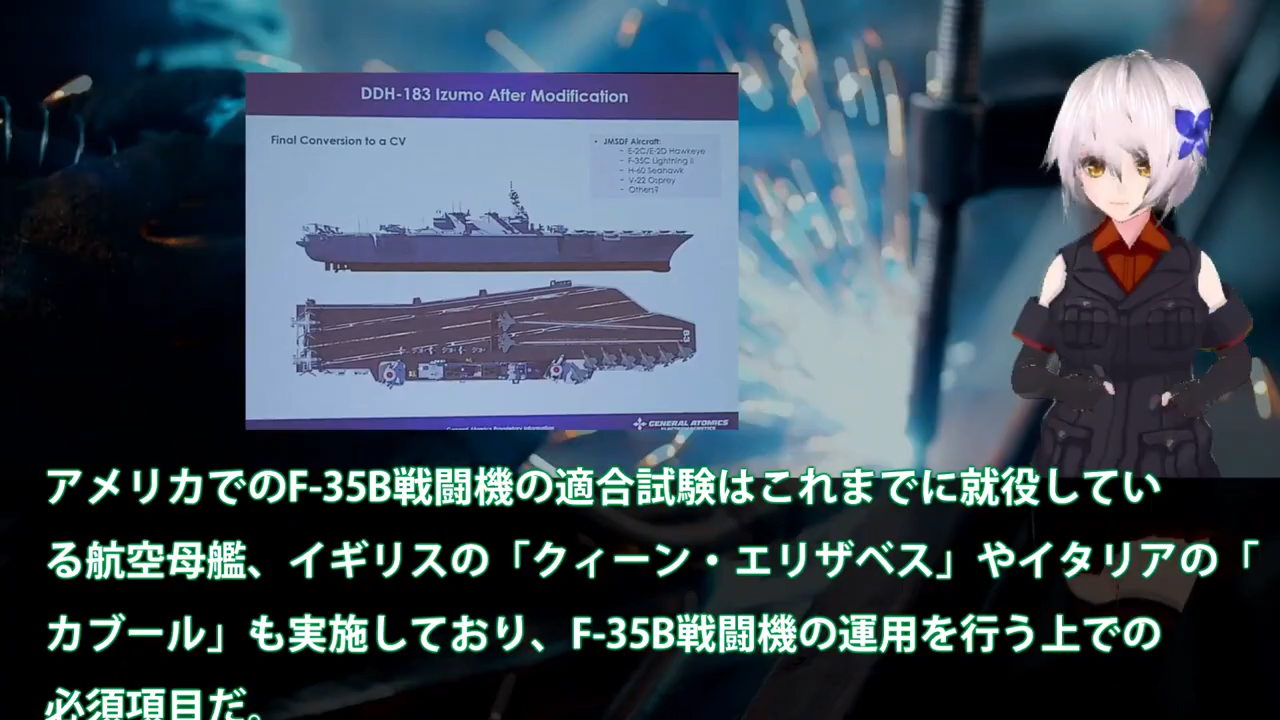 DDH-183 Izumo After Modification
Final Conversion to a CV
• JMSDF Aircraft:
– E-2C/E-2D Hawkeye
– F-35C Lightning II
– H-60 Seahawk
– V-22 Osprey
– Others?
General Atomics Proprietary Information
GENERAL ATOMICS
ELECTROMAGNETICS
アメリカでのF-35B戦闘機の適合試験はこれまでに就役してい
る航空母艦、イギリスの「クィーン・エリザベス」やイタリアの「
カブール」も実施しており、F-35B戦闘機の運用を行う上での
必須項目だ。